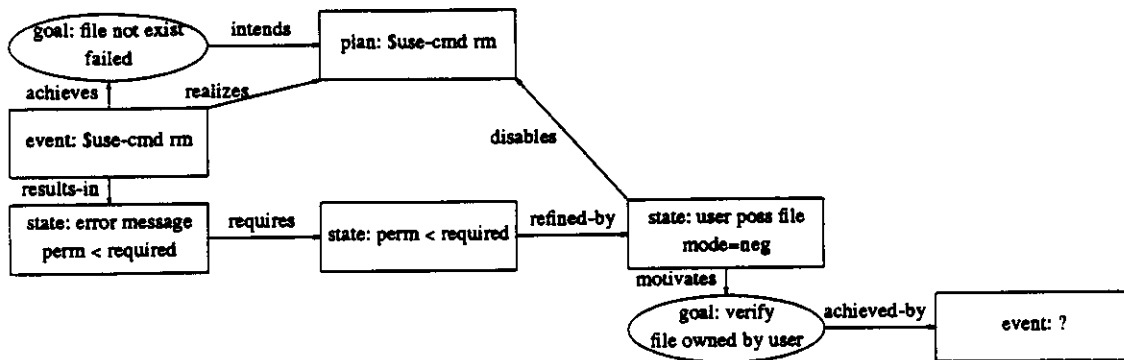 goal: file not exist
failed
intends
plan: $use-cmd rm
achieves
realizes
event: $use-cmd rm
disables
results-in
state: error message
perm < required
requires
state: perm < required
refined-by
state: user poss file
mode=neg
motivates
goal: verify
file owned by user
achieved-by
event: ?